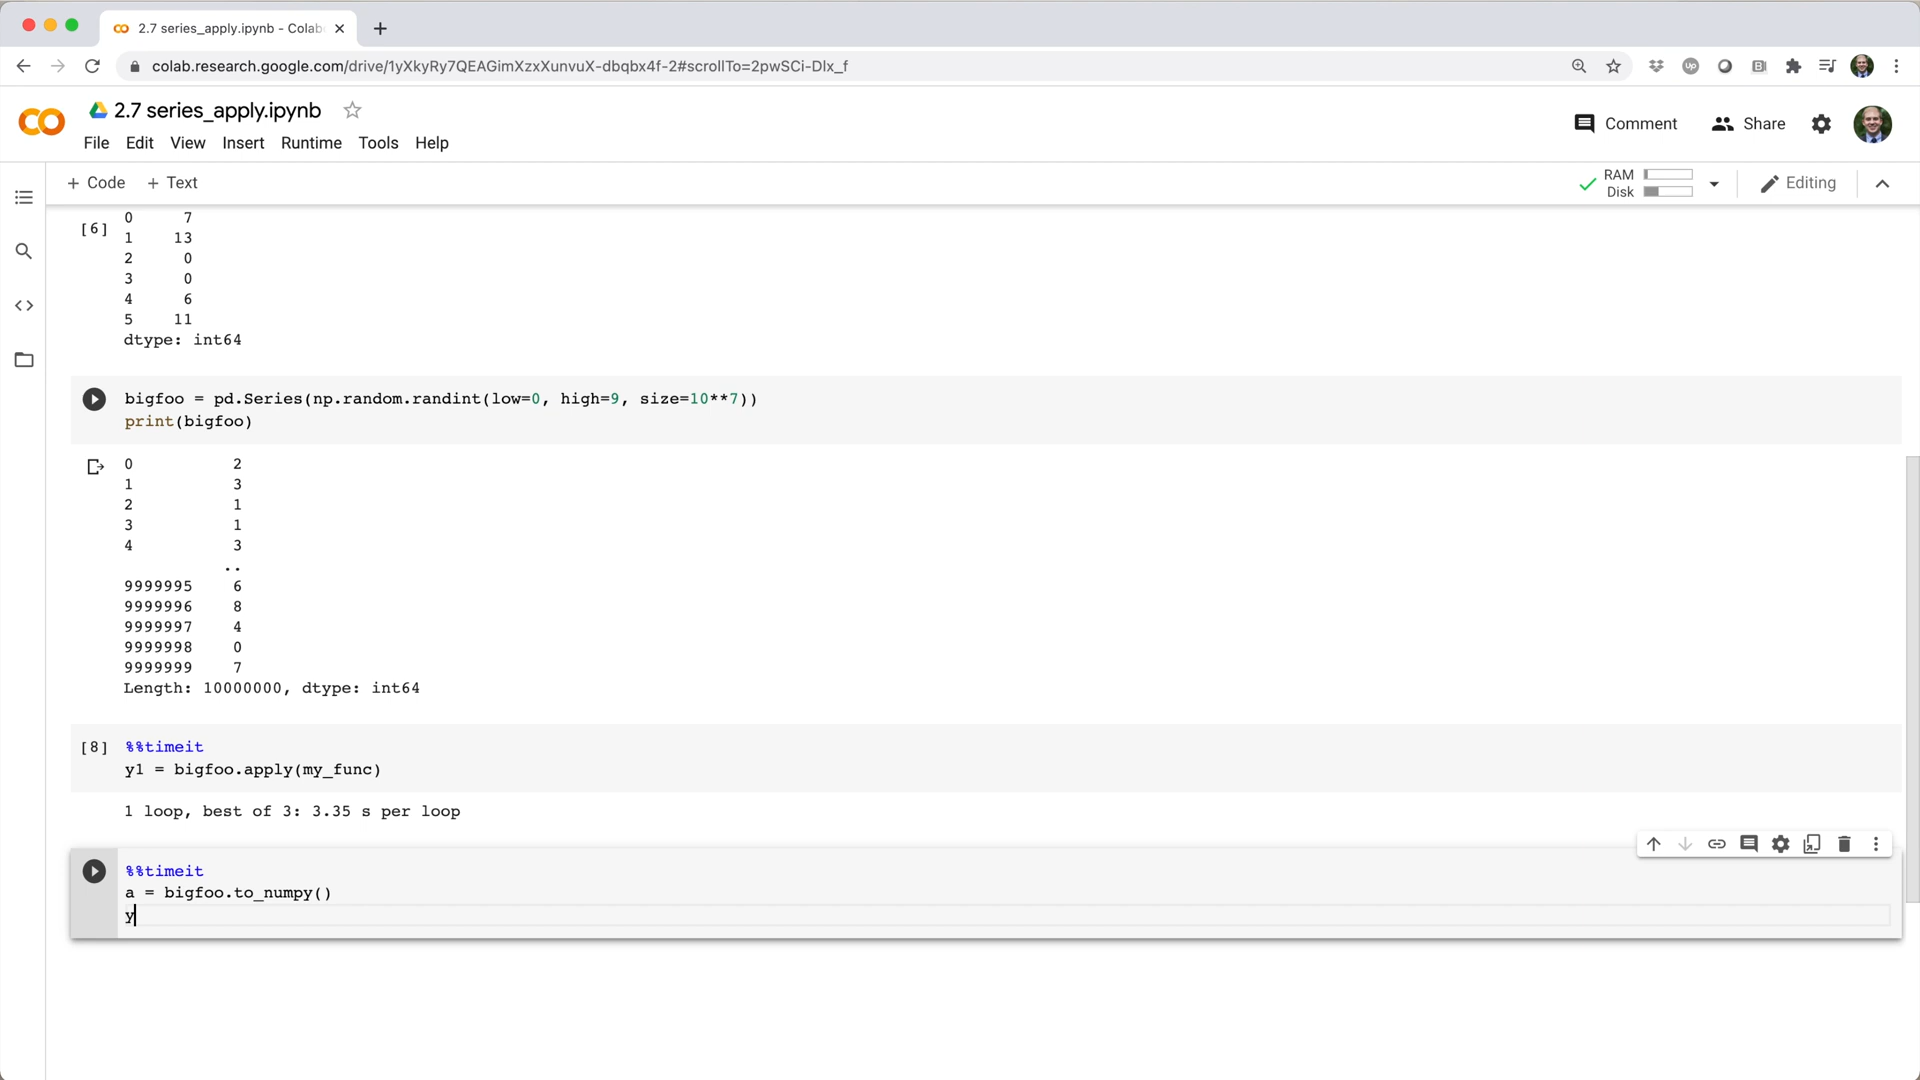 2.7 series_apply.ipynb - Colab
colab.research.google.com/drive/1yXkyRy7QEAGimXzxXunvuX-dbqbx4f-2#scrollTo=2pwSCi-DIx_f
2.7 series_apply.ipynb
Comment
Share
File Edit View Insert Runtime Tools Help
+ Code + Text
RAM
Disk
Editing
[6]
0 7
1 13
2 0
3 0
4 6
5 11
dtype: int64
bigfoo = pd.Series(np.random.randint(low=0, high=9, size=10**7))
print(bigfoo)
0 2
1 3
2 1
3 1
4 3
..
9999995 6
9999996 8
9999997 4
9999998 0
9999999 7
Length: 10000000, dtype: int64
[8] %%timeit
y1 = bigfoo.apply(my_func)
1 loop, best of 3: 3.35 s per loop
%%timeit
a = bigfoo.to_numpy()
y